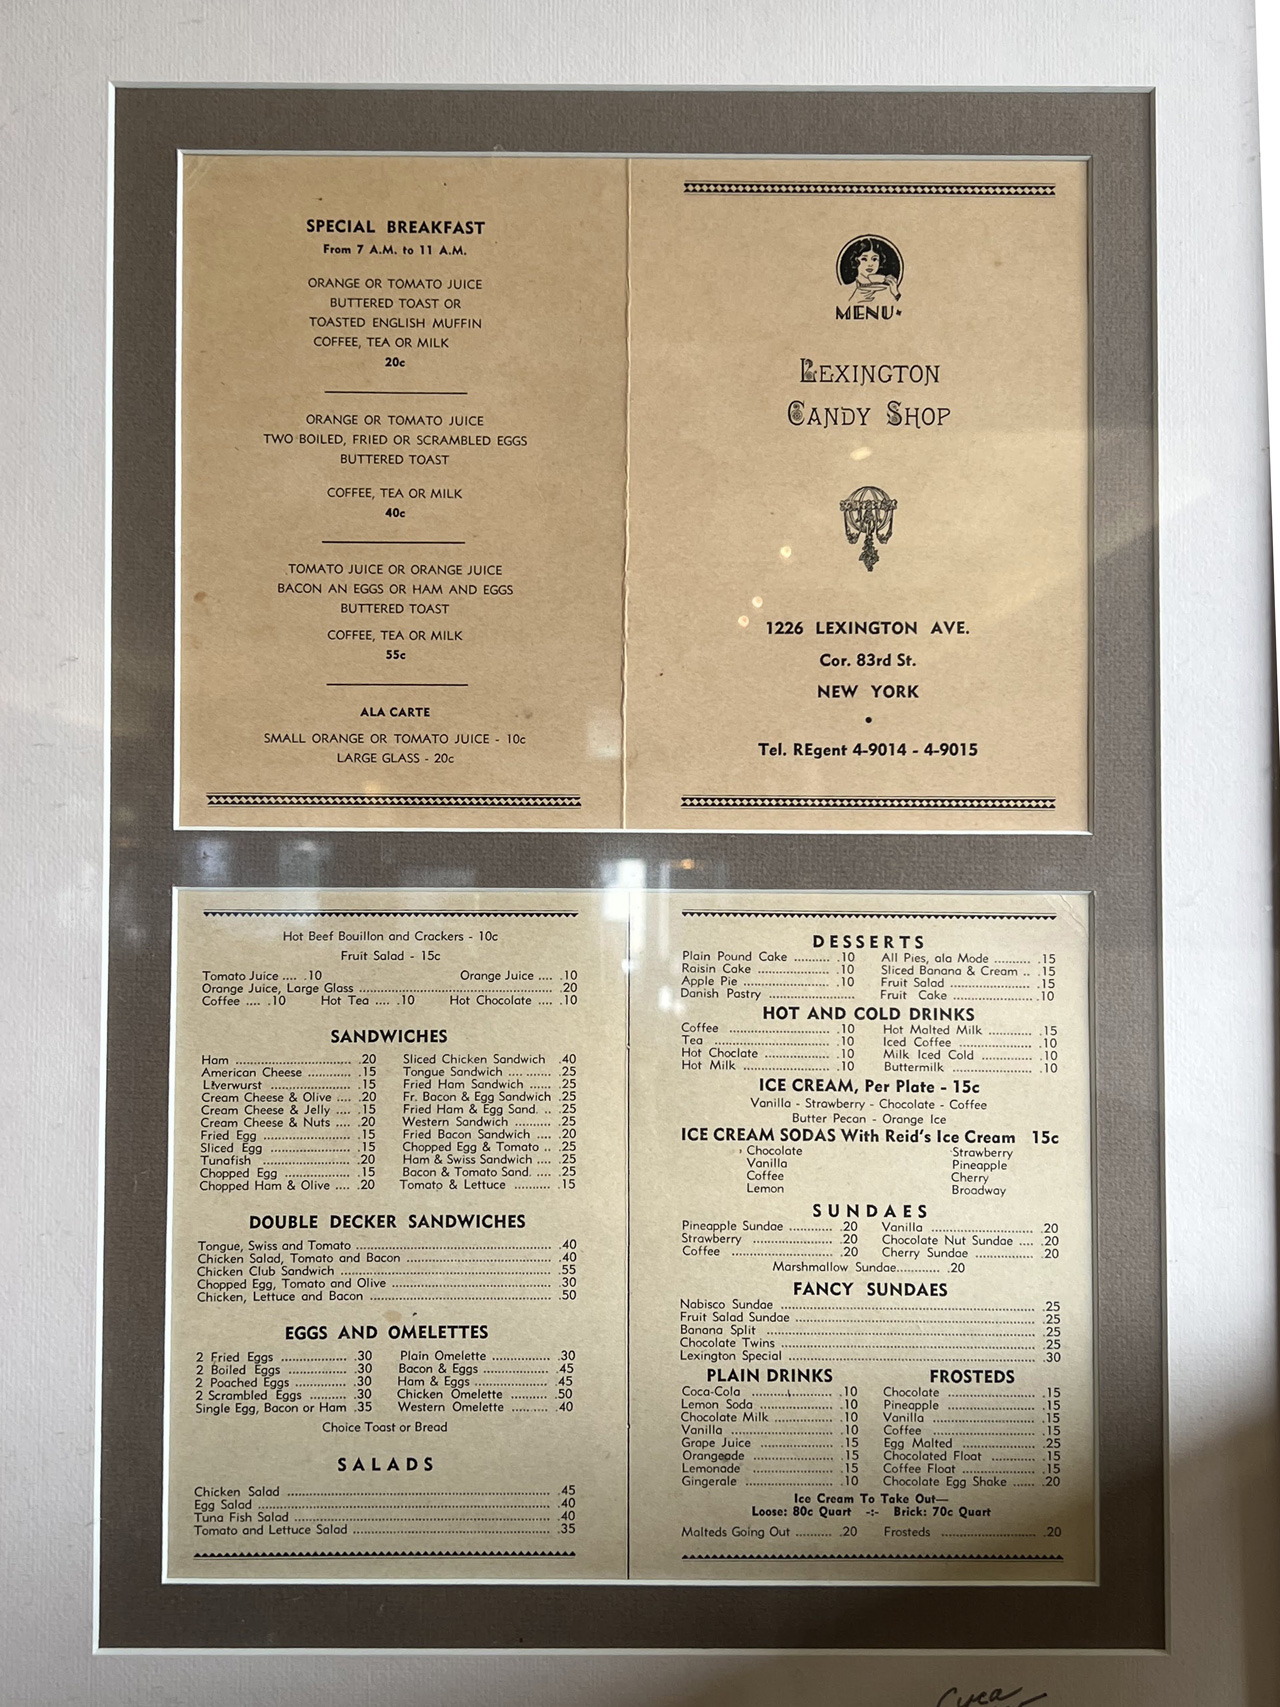 SPECIAL BREAKFAST
From 7 A.M. to 11 A.M.
ORANGE OR TOMATO JUICE
BUTTERED TOAST OR
TOASTED ENGLISH MUFFIN
COFFEE, TEA OR MILK
20c
ORANGE OR TOMATO JUICE
TWO BOILED, FRIED OR SCRAMBLED EGGS
BUTTERED TOAST
COFFEE, TEA OR MILK
40c
TOMATO JUICE OR ORANGE JUICE
BACON AN EGGS OR HAM AND EGGS
BUTTERED TOAST
COFFEE, TEA OR MILK
55c
ALA CARTE
SMALL ORANGE OR TOMATO JUICE - 10c
LARGE GLASS - 20c
MENU
LEXINGTON
CANDY SHOP
1226 LEXINGTON AVE.
Cor. 83rd St.
NEW YORK
•
Tel. REgent 4-9014 - 4-9015
Hot Beef Bouillon and Crackers - 10c
Fruit Salad - 15c
Tomato Juice .... .10 Orange Juice .... .10
Orange Juice, Large Glass .................... .20
Coffee .... .10 Hot Tea .... .10 Hot Chocolate .... .10
SANDWICHES
Ham .......... .20 Sliced Chicken Sandwich .40
American Cheese .......... .15 Tongue Sandwich .......... .25
Liverwurst .......... .15 Fried Ham Sandwich ...... .25
Cream Cheese & Olive .... .20 Fr. Bacon & Egg Sandwich .25
Cream Cheese & Jelly .... .15 Fried Ham & Egg Sand. .. .25
Cream Cheese & Nuts .... .20 Western Sandwich .......... .25
Fried Egg .......... .15 Fried Bacon Sandwich .... .20
Sliced Egg .......... .15 Chopped Egg & Tomato .. .25
Tunafish .......... .20 Ham & Swiss Sandwich .... .25
Chopped Egg .......... .15 Bacon & Tomato Sand. .... .25
Chopped Ham & Olive .... .20 Tomato & Lettuce .......... .15
DOUBLE DECKER SANDWICHES
Tongue, Swiss and Tomato .................... .40
Chicken Salad, Tomato and Bacon .................... .40
Chicken Club Sandwich .................... .55
Chopped Egg, Tomato and Olive .................... .30
Chicken, Lettuce and Bacon .................... .50
EGGS AND OMELETTES
2 Fried Eggs .......... .30 Plain Omelette .......... .30
2 Boiled Eggs .......... .30 Bacon & Eggs .......... .45
2 Poached Eggs .......... .30 Ham & Eggs .......... .45
2 Scrambled Eggs .......... .30 Chicken Omelette .......... .50
Single Egg, Bacon or Ham .35 Western Omelette .......... .40
Choice Toast or Bread
SALADS
Chicken Salad .................... .45
Egg Salad .................... .40
Tuna Fish Salad .................... .40
Tomato and Lettuce Salad .................... .35
DESSERTS
Plain Pound Cake .......... .10 All Pies, ala Mode .......... .15
Raisin Cake .......... .10 Sliced Banana & Cream .. .15
Apple Pie .......... .10 Fruit Salad .......... .15
Danish Pastry .......... Fruit Cake .......... .10
HOT AND COLD DRINKS
Coffee .......... .10 Hot Malted Milk .......... .15
Tea .......... .10 Iced Coffee .......... .10
Hot Choclate .......... .10 Milk Iced Cold .......... .10
Hot Milk .......... .10 Buttermilk .......... .10
ICE CREAM, Per Plate - 15c
Vanilla - Strawberry - Chocolate - Coffee
Butter Pecan - Orange Ice
ICE CREAM SODAS With Reid's Ice Cream 15c
Chocolate Strawberry
Vanilla Pineapple
Coffee Cherry
Lemon Broadway
SUNDAES
Pineapple Sundae .......... .20 Vanilla .......... .20
Strawberry .......... .20 Chocolate Nut Sundae .... .20
Coffee .......... .20 Cherry Sundae .......... .20
Marshmallow Sundae.......... .20
FANCY SUNDAES
Nabisco Sundae .................... .25
Fruit Salad Sundae .................... .25
Banana Split .................... .25
Chocolate Twins .................... .25
Lexington Special .................... .30
PLAIN DRINKS FROSTEDS
Coca-Cola .......... .10 Chocolate .......... .15
Lemon Soda .......... .10 Pineapple .......... .15
Chocolate Milk .......... .10 Vanilla .......... .15
Vanilla .......... .10 Coffee .......... .15
Grape Juice .......... .15 Egg Malted .......... .25
Orangeade .......... .15 Chocolated Float .......... .15
Lemonade .......... .15 Coffee Float .......... .15
Gingerale .......... .10 Chocolate Egg Shake ...... .20
Ice Cream To Take Out—
Loose: 80c Quart -:- Brick: 70c Quart
Malteds Going Out .......... .20 Frosteds .......... .20